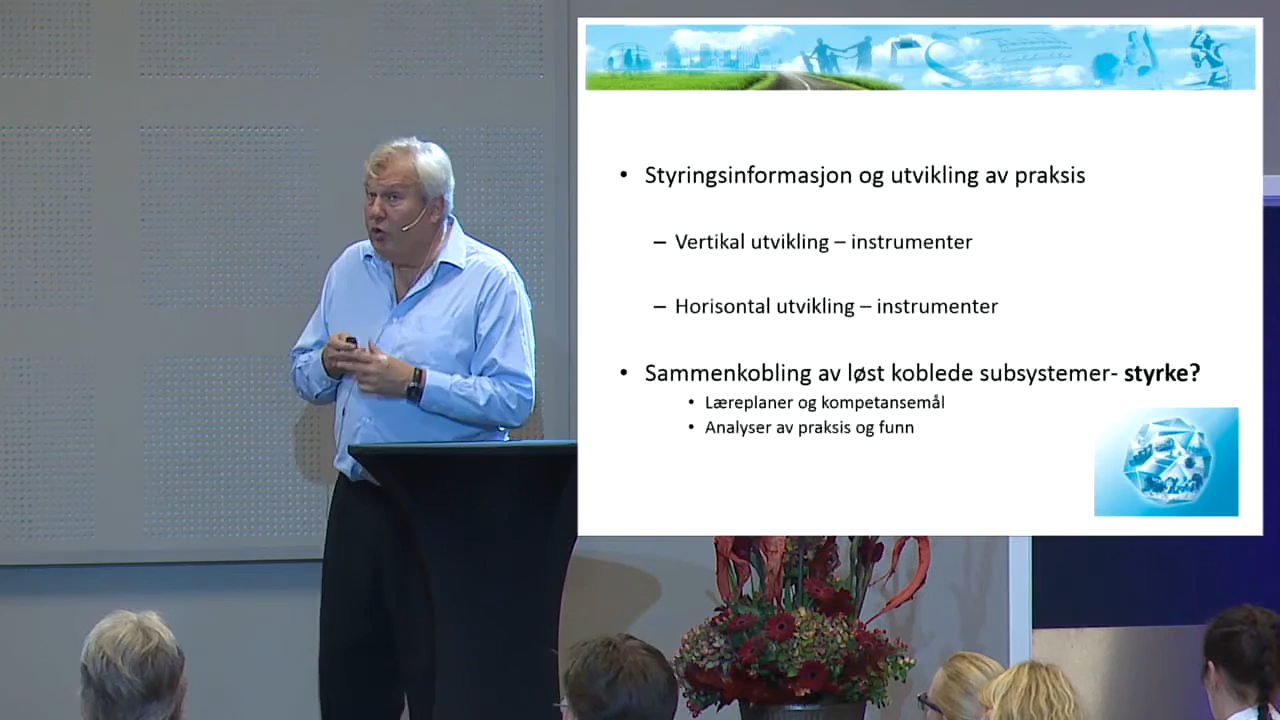 • Styringsinformasjon og utvikling av praksis
– Vertikal utvikling – instrumenter
– Horisontal utvikling – instrumenter
• Sammenkobling av løst koblede subsystemer- styrke?
• Læreplaner og kompetansemål
• Analyser av praksis og funn